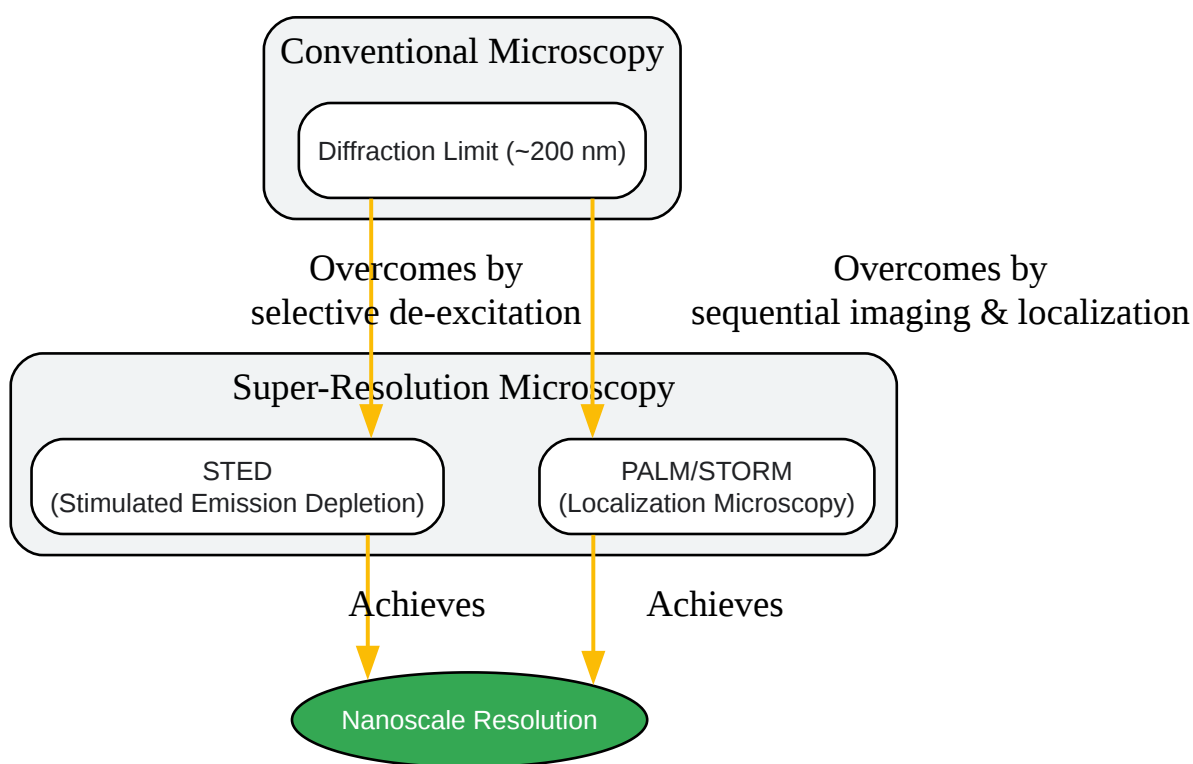 Conventional Microscopy
Diffraction Limit (~200 nm)
Overcomes by
selective de-excitation
Overcomes by
sequential imaging & localization
Super-Resolution Microscopy
STED
(Stimulated Emission Depletion)
PALM/STORM
(Localization Microscopy)
Achieves
Achieves
Nanoscale Resolution